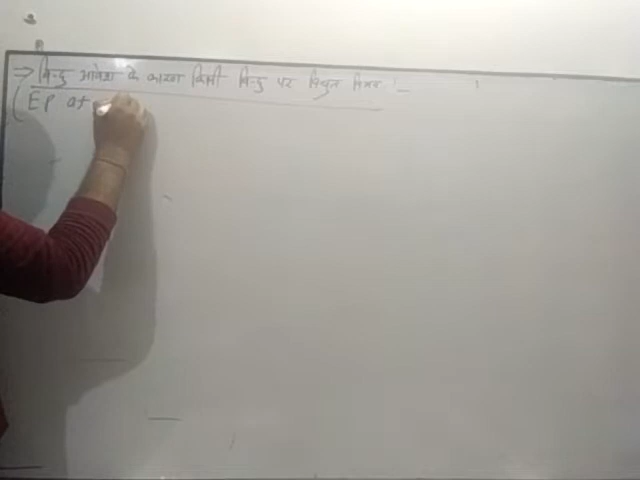 ⇒ बिन्दु आवेश के कारण किसी बिन्दु पर विद्युत विभव :-
(EP at